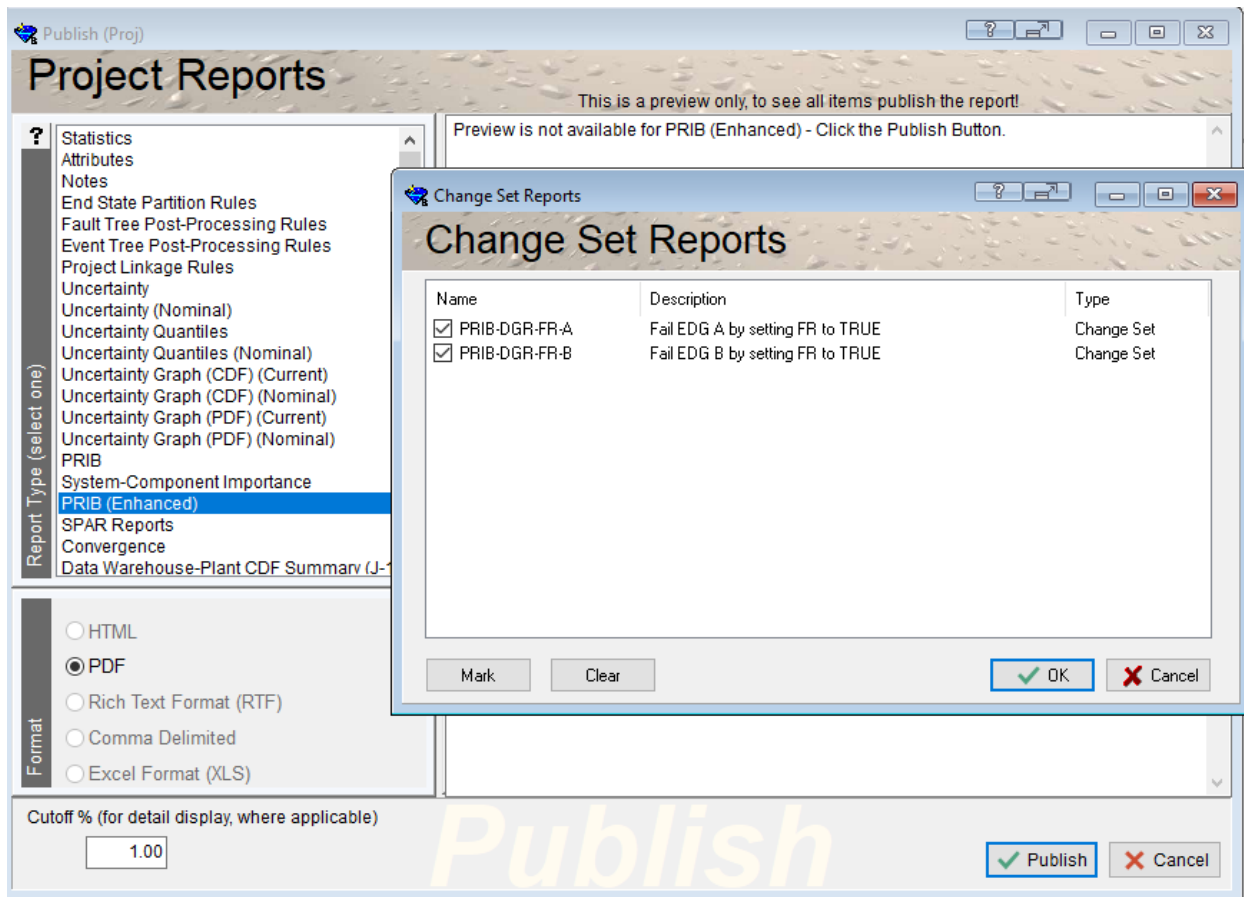 Publish (Proj)
Project Reports
This is a preview only, to see all items publish the report!
?
Report Type (select one)
Statistics
Attributes
Notes
End State Partition Rules
Fault Tree Post-Processing Rules
Event Tree Post-Processing Rules
Project Linkage Rules
Uncertainty
Uncertainty (Nominal)
Uncertainty Quantiles
Uncertainty Quantiles (Nominal)
Uncertainty Graph (CDF) (Current)
Uncertainty Graph (CDF) (Nominal)
Uncertainty Graph (PDF) (Current)
Uncertainty Graph (PDF) (Nominal)
PRIB
System-Component Importance
PRIB (Enhanced)
SPAR Reports
Convergence
Data Warehouse-Plant CDF Summary (J-1
Preview is not available for PRIB (Enhanced) - Click the Publish Button.
Change Set Reports
Change Set Reports
Name Description Type
PRIB-DGR-FR-A Fail EDG A by setting FR to TRUE Change Set
PRIB-DGR-FR-B Fail EDG B by setting FR to TRUE Change Set
Mark Clear OK Cancel
Format
HTML
PDF
Rich Text Format (RTF)
Comma Delimited
Excel Format (XLS)
Cutoff % (for detail display, where applicable)
1.00
Publish
Publish Cancel